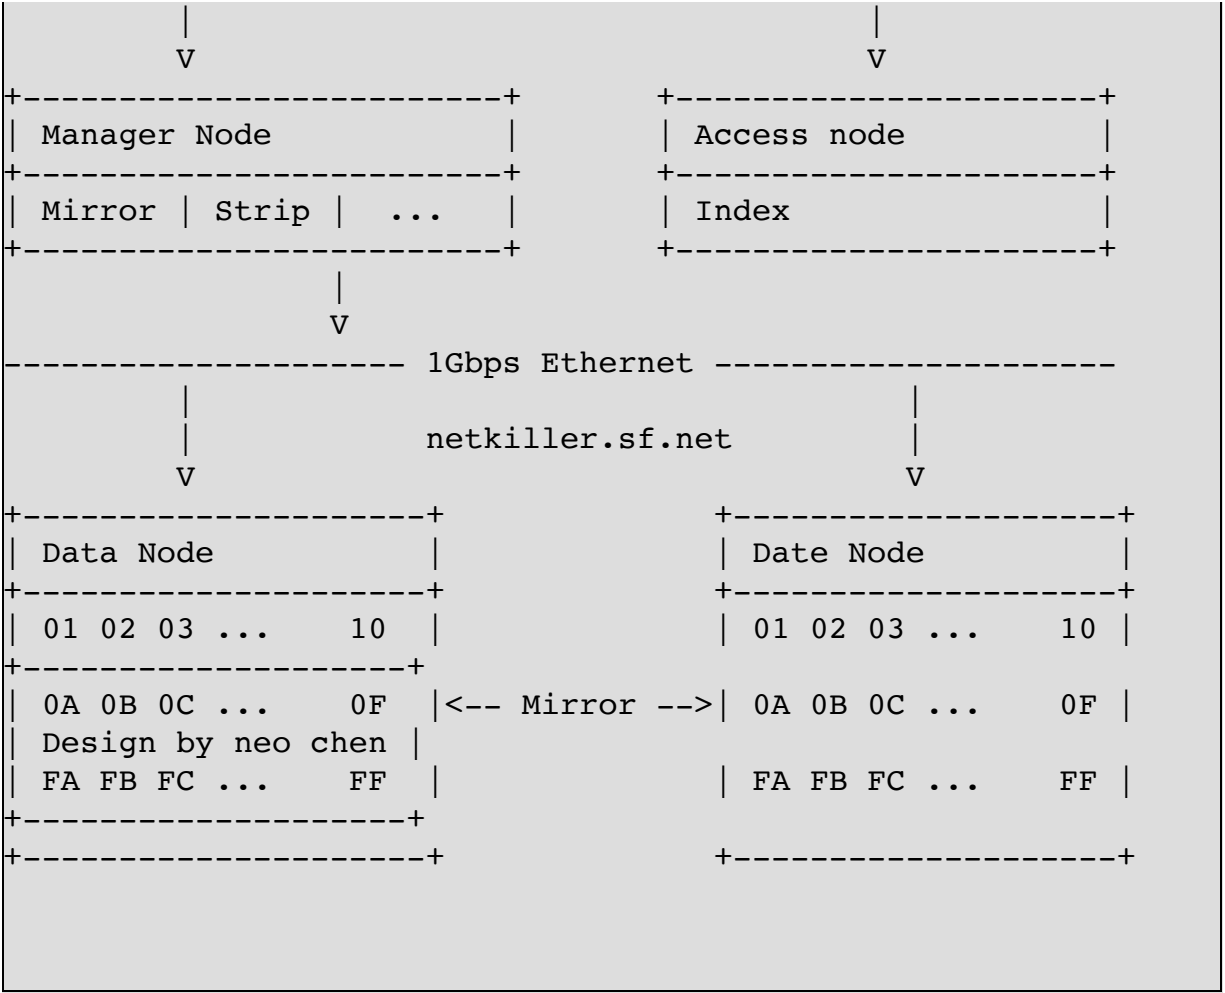 |                                   |
            V                                   V
+-------------------------+       +----------------------+
| Manager Node            |       | Access node          |
+-------------------------+       +----------------------+
| Mirror | Strip |  ...   |       | Index                |
+-------------------------+       +----------------------+
                 |
                 V
--------------------- 1Gbps Ethernet ---------------------
         |                                     |
         |            netkiller.sf.net         |
         V                                     V
+---------------------+              +--------------------+
| Data Node           |              | Date Node          |
+---------------------+              +--------------------+
| 01 02 03 ...    10  |              | 01 02 03 ...    10 |
+--------------------+
| 0A 0B 0C ...    0F  |<-- Mirror -->| 0A 0B 0C ...    0F |
| Design by neo chen |
| FA FB FC ...    FF  |              | FA FB FC ...    FF |
+--------------------+
+---------------------+              +--------------------+